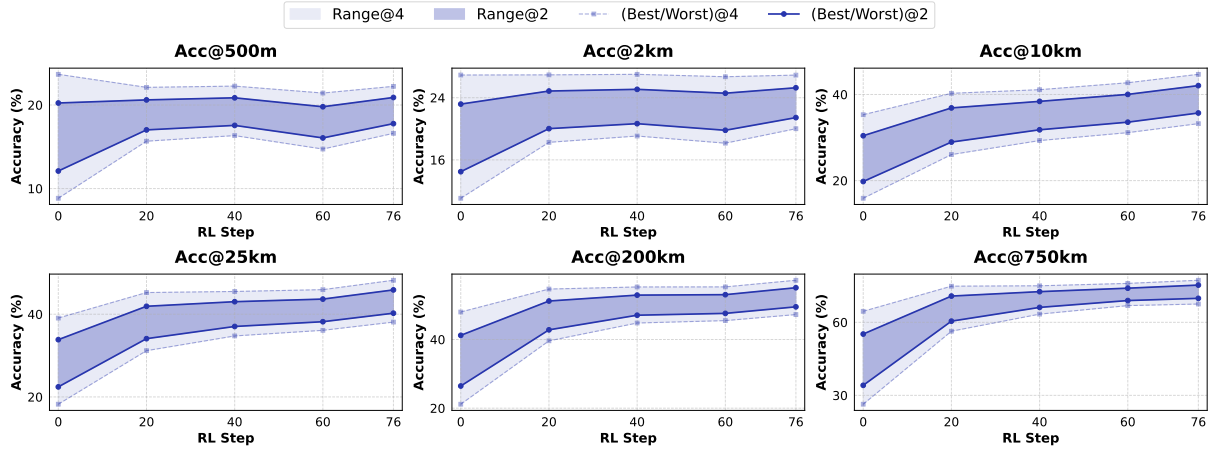 Range@4 Range@2 (Best/Worst)@4 (Best/Worst)@2
Acc@500m
Accuracy (%)
20
10
0 20 40 60 76
RL Step
Acc@2km
Accuracy (%)
24
16
0 20 40 60 76
RL Step
Acc@10km
Accuracy (%)
40
20
0 20 40 60 76
RL Step
Acc@25km
Accuracy (%)
40
20
0 20 40 60 76
RL Step
Acc@200km
Accuracy (%)
40
20
0 20 40 60 76
RL Step
Acc@750km
Accuracy (%)
60
30
0 20 40 60 76
RL Step